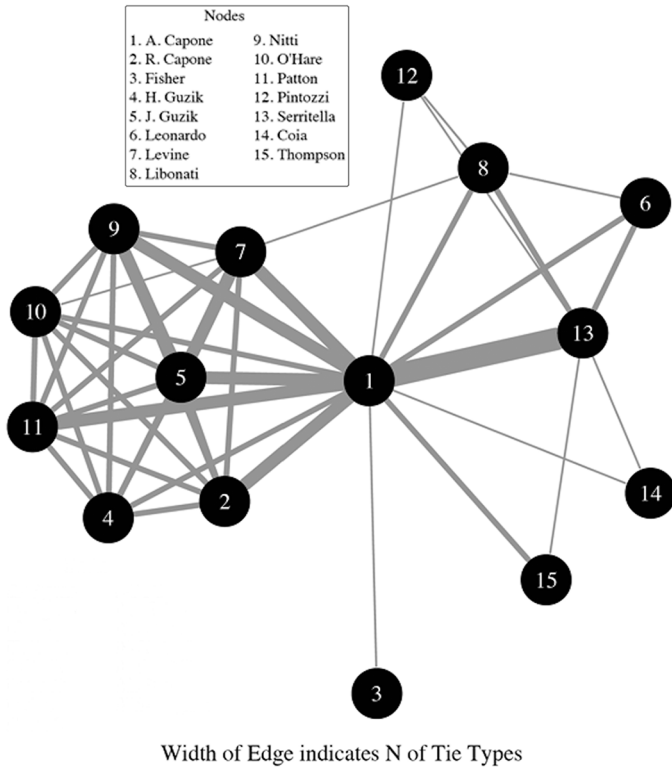 Nodes
1. A. Capone
2. R. Capone
3. Fisher
4. H. Guzik
5. J. Guzik
6. Leonardo
7. Levine
8. Libonati
9. Nitti
10. O'Hare
11. Patton
12. Pintozzi
13. Serritella
14. Coia
15. Thompson
12
8
6
9
7
10
13
5
1
11
2
4
14
15
3
Width of Edge indicates N of Tie Types